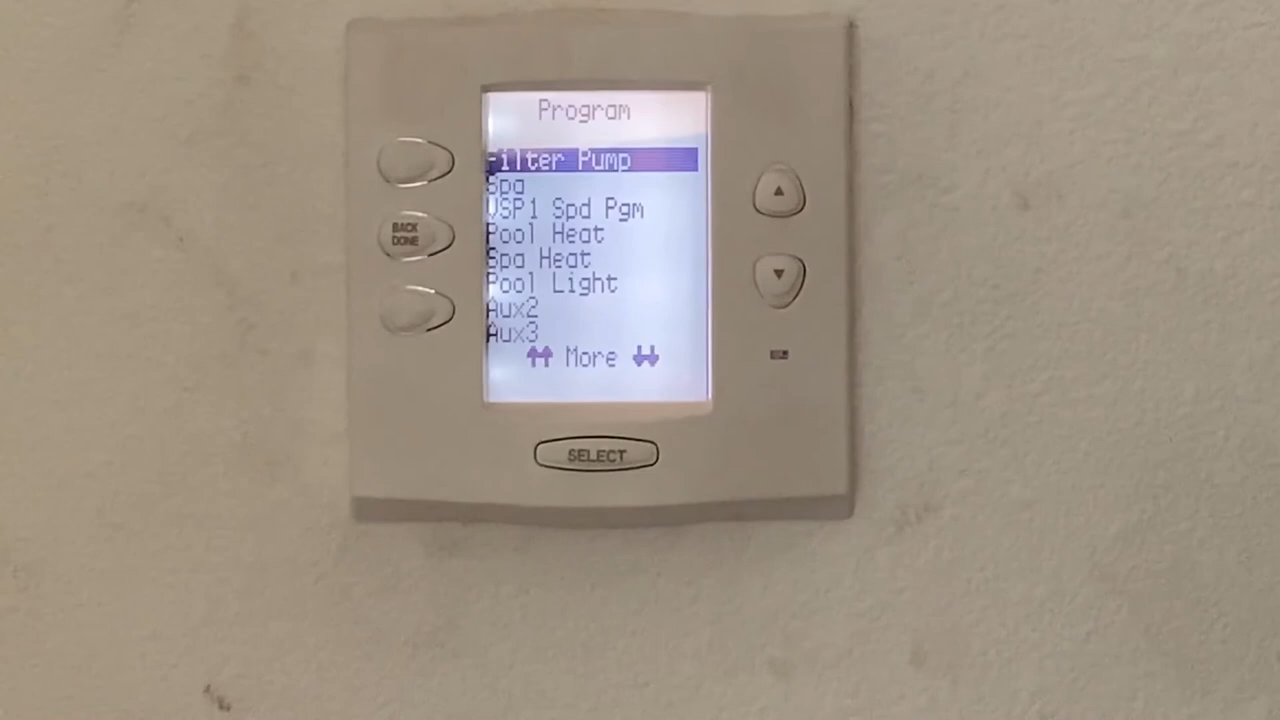 Program
Filter Pump
Spa
VSP1 Spd Pgm
Pool Heat
Spa Heat
Pool Light
Aux2
Aux3
More
BACK
DONE
SELECT